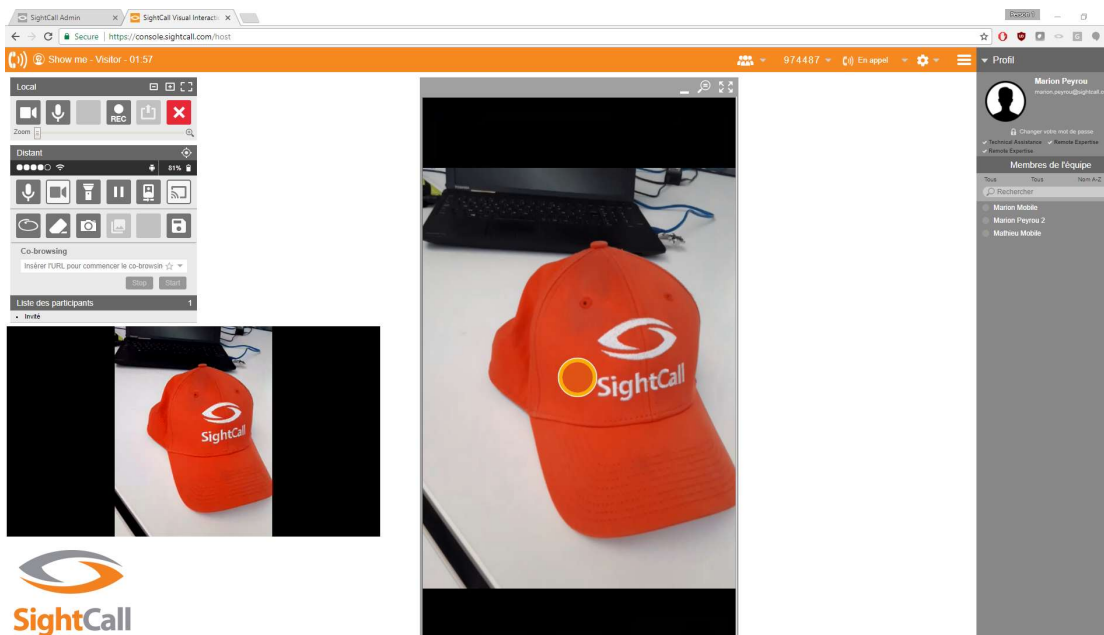 SightCall Admin
SightCall Visual Interacti
Secure
https://console.sightcall.com/host
Show me - Visitor - 01:57
974487
En appel
Profil
Local
REC
Zoom
Distant
81%
Co-browsing
Insérer l'URL pour commencer le co-browsin
Stop
Start
Liste des participants
1
Invité
SightCall
SightCall
SightCall
Marion Peyrou
Changer votre mot de passe
Technical Assistance
Remote Expertise
Remote Expertise
Membres de l'équipe
Tous
Tous
Nom A-Z
Rechercher
Marion Mobile
Marion Peyrou 2
Mathieu Mobile